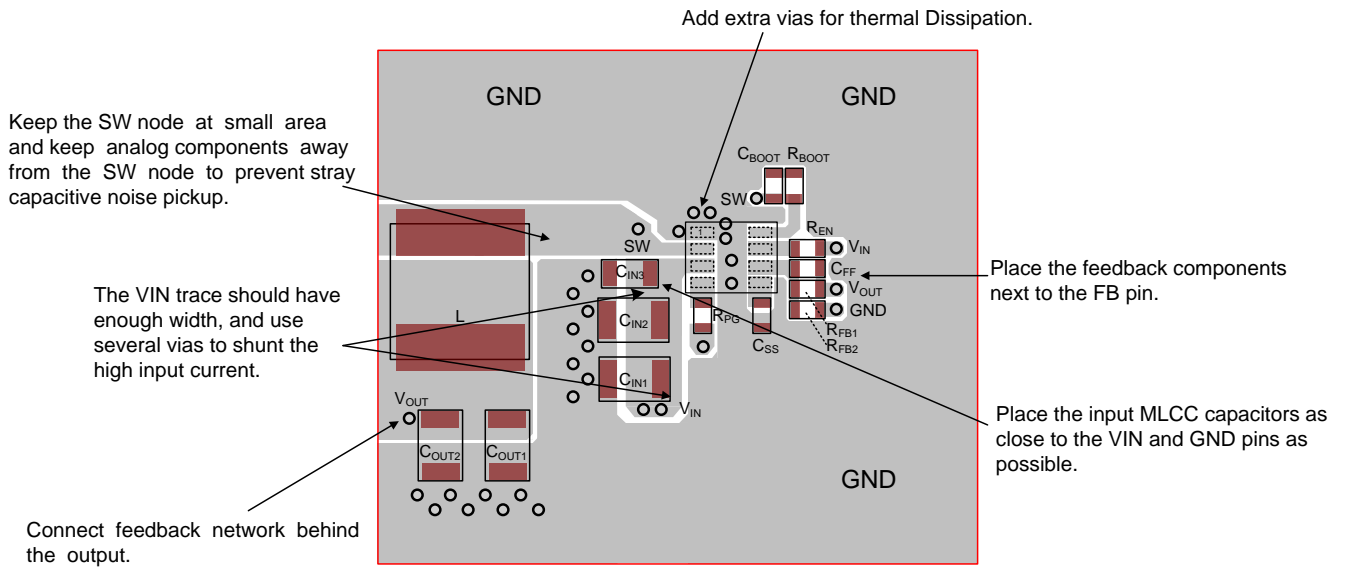 Add extra vias for thermal Dissipation.
GND
GND
Keep the SW node at small area
and keep analog components away
from the SW node to prevent stray
capacitive noise pickup.
CBOOT RBOOT
SW
1
REN
SW
VIN
CIN3
CFF
Place the feedback components
next to the FB pin.
The VIN trace should have
enough width, and use
several vias to shunt the
high input current.
VOUT
L
CIN2
RPG
GND
RFB1
CSS
RFB2
CIN1
VOUT
VIN
Place the input MLCC capacitors as
close to the VIN and GND pins as
possible.
COUT2
COUT1
GND
Connect feedback network behind
the output.